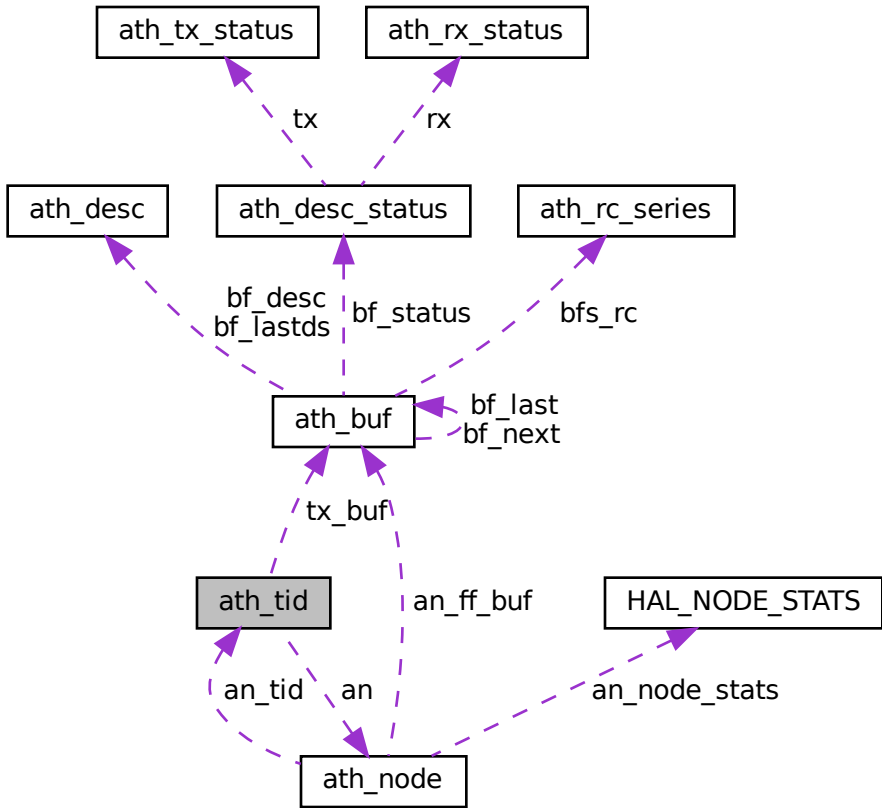 ath_tx_status
ath_rx_status
tx
rx
ath_desc
ath_desc_status
ath_rc_series
bf_desc
bf_lastds
bf_status
bfs_rc
ath_buf
bf_last
bf_next
tx_buf
ath_tid
an_ff_buf
HAL_NODE_STATS
an_tid
an
an_node_stats
ath_node